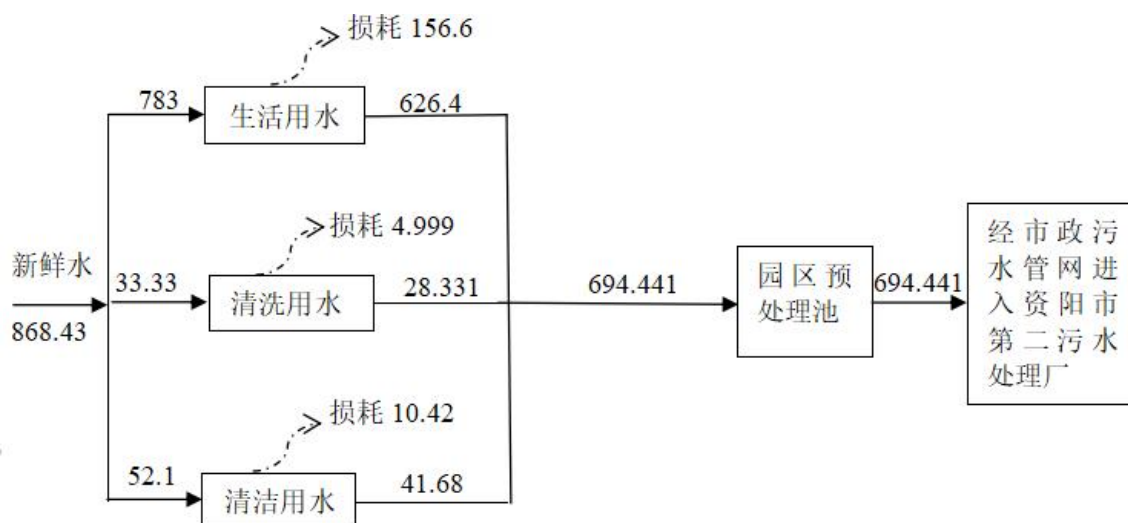 损耗 156.6
783
生活用水
626.4
损耗 4.999
新鲜水
868.43
33.33
清洗用水
28.331
694.441
园区预
处理池
694.441
经市政污
水管网进
入资阳市
第二污水
处理厂
损耗 10.42
52.1
清洁用水
41.68